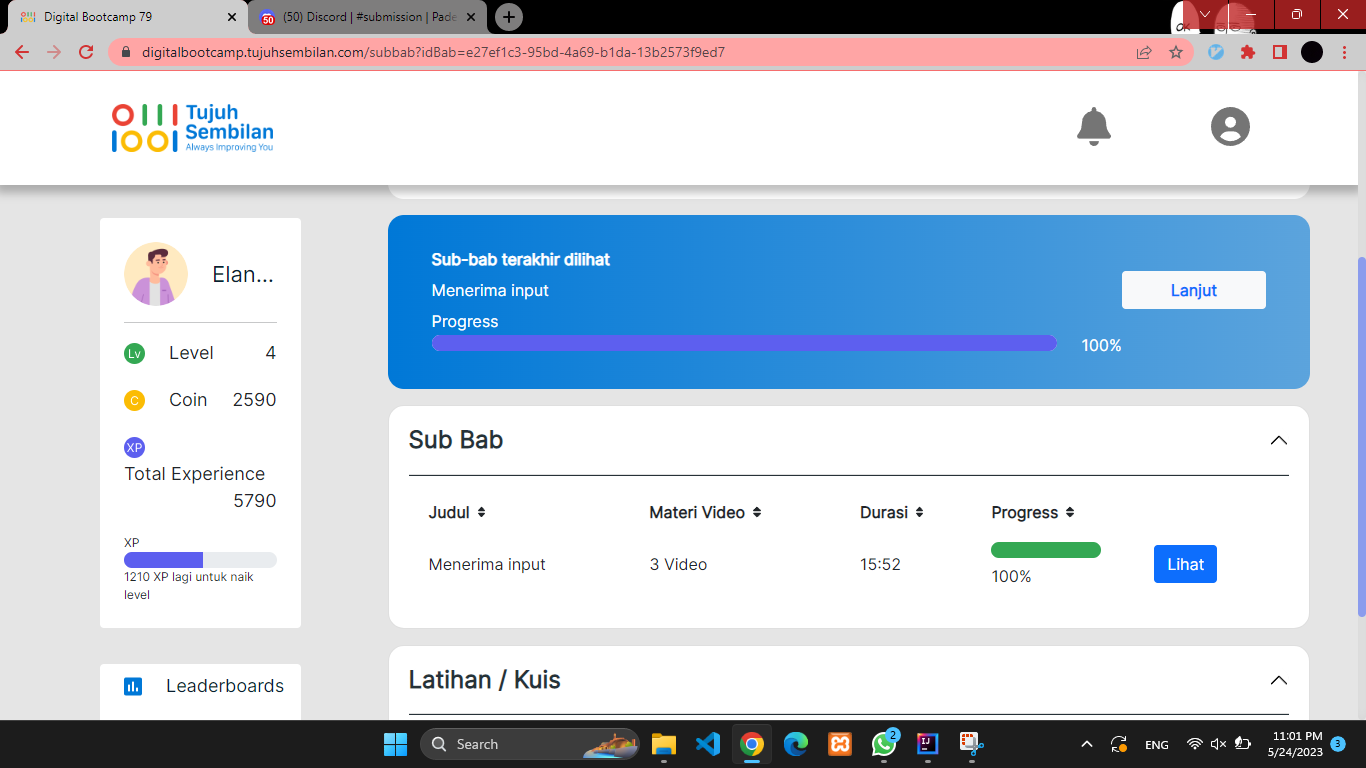 Digital Bootcamp 79
(50) Discord | #submission | Pade
digitalbootcamp.tujuhsembilan.com/subbab?idBab=e27ef1c3-95bd-4a69-b1da-13b2573f9ed7
Tujuh
Sembilan
Always Improving You
Elan...
Lv Level 4
C Coin 2590
XP
Total Experience
5790
XP
1210 XP lagi untuk naik
level
Leaderboards
Sub-bab terakhir dilihat
Menerima input
Lanjut
Progress
100%
Sub Bab
Judul Materi Video Durasi Progress
Menerima input 3 Video 15:52 100% Lihat
Latihan / Kuis
Search
2
ENG
11:01 PM
5/24/2023
3